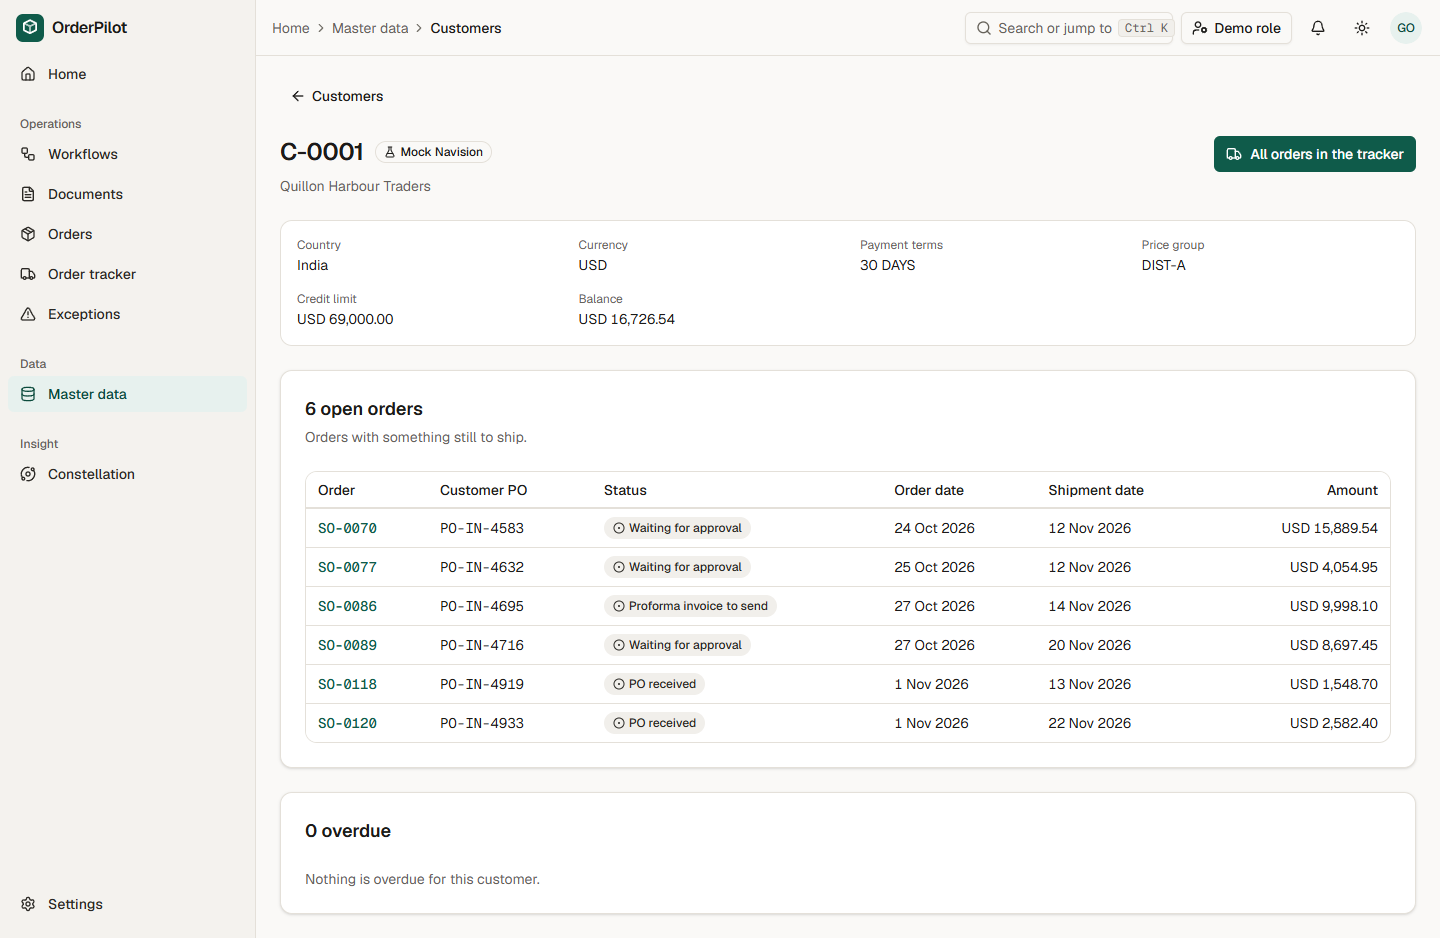 OrderPilot
Home
Operations
Workflows
Documents
Orders
Order tracker
Exceptions
Data
Master data
Insight
Constellation
Settings
Home > Master data > Customers
Search or jump to Ctrl K
Demo role
GO
← Customers
C-0001 Mock Navision
All orders in the tracker
Quillon Harbour Traders
Country Currency Payment terms Price group
India USD 30 DAYS DIST-A
Credit limit Balance
USD 69,000.00 USD 16,726.54
6 open orders
Orders with something still to ship.
Order Customer PO Status Order date Shipment date Amount
SO-0070 PO-IN-4583 Waiting for approval 24 Oct 2026 12 Nov 2026 USD 15,889.54
SO-0077 PO-IN-4632 Waiting for approval 25 Oct 2026 12 Nov 2026 USD 4,054.95
SO-0086 PO-IN-4695 Proforma invoice to send 27 Oct 2026 14 Nov 2026 USD 9,998.10
SO-0089 PO-IN-4716 Waiting for approval 27 Oct 2026 20 Nov 2026 USD 8,697.45
SO-0118 PO-IN-4919 PO received 1 Nov 2026 13 Nov 2026 USD 1,548.70
SO-0120 PO-IN-4933 PO received 1 Nov 2026 22 Nov 2026 USD 2,582.40
0 overdue
Nothing is overdue for this customer.